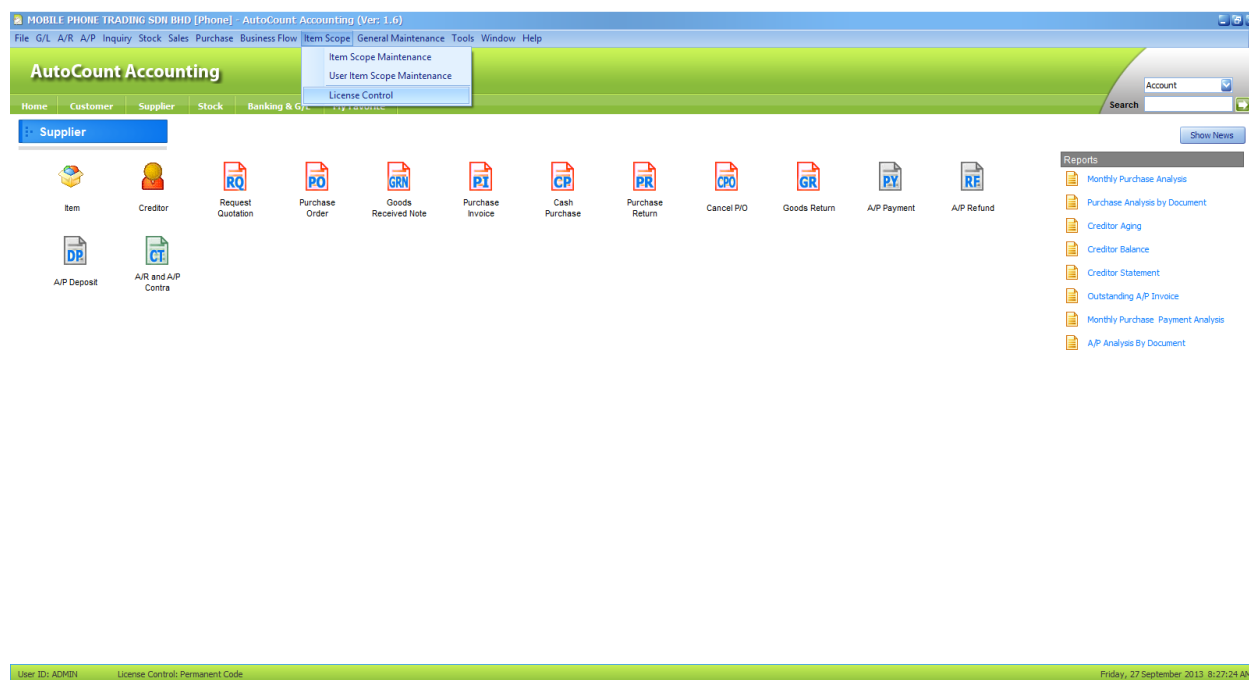 MOBILE PHONE TRADING SDN BHD [Phone] - AutoCount Accounting (Ver: 1.6)
File G/L A/R A/P Inquiry Stock Sales Purchase Business Flow Item Scope General Maintenance Tools Window Help
Item Scope Maintenance
User Item Scope Maintenance
License Control
AutoCount Accounting
Account
Home Customer Supplier Stock Banking &
Search
Supplier
Show News
Item
Creditor
Request
Quotation
RQ
Purchase
Order
PO
Goods
Received Note
GRN
Purchase
Invoice
PI
Cash
Purchase
CP
Purchase
Return
PR
Cancel P/O
CPO
Goods Return
GR
A/P Payment
PY
A/P Refund
RF
A/P Deposit
DP
A/R and A/P
Contra
CT
Reports
Monthly Purchase Analysis
Purchase Analysis by Document
Creditor Aging
Creditor Balance
Creditor Statement
Outstanding A/P Invoice
Monthly Purchase Payment Analysis
A/P Analysis By Document
User ID: ADMIN License Control: Permanent Code
Friday, 27 September 2013 8:27:24 AM